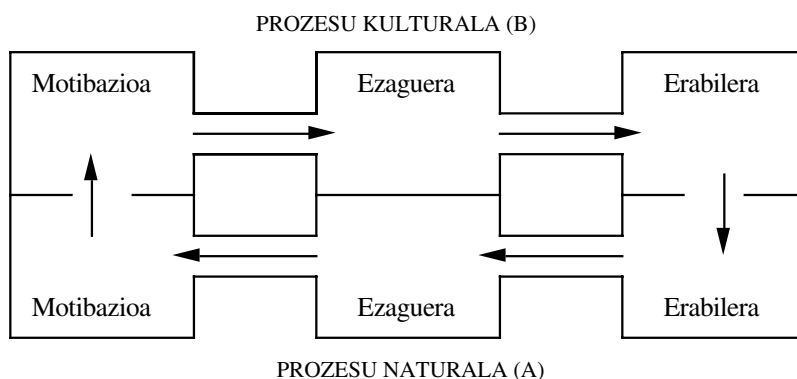 PROZESU KULTURALA (B)
Motibazioa Ezaguera Erabilera
Motibazioa Ezaguera Erabilera
PROZESU NATURALA (A)